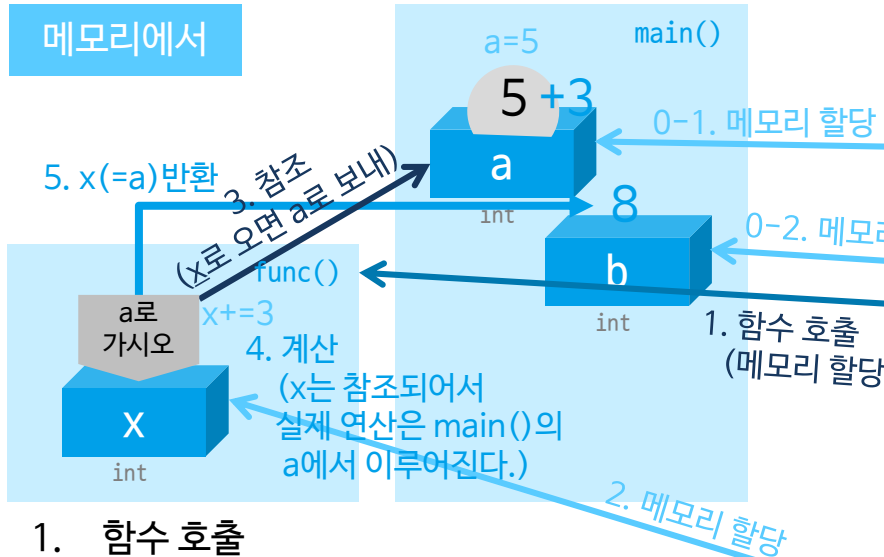 메모리에서
a=5
main()
5 +3
0-1. 메모리 할당
a
int
5. x(=a)반환
3. 참조
(x로 오면 a로 보내)
8
0-2. 메모리
b
int
func()
a로
가시오
x+=3
1. 함수 호출
(메모리 할당
4. 계산
(x는 참조되어서
실제 연산은 main()의
a에서 이루어진다.)
x
int
2. 메모리 할당
1. 함수 호출